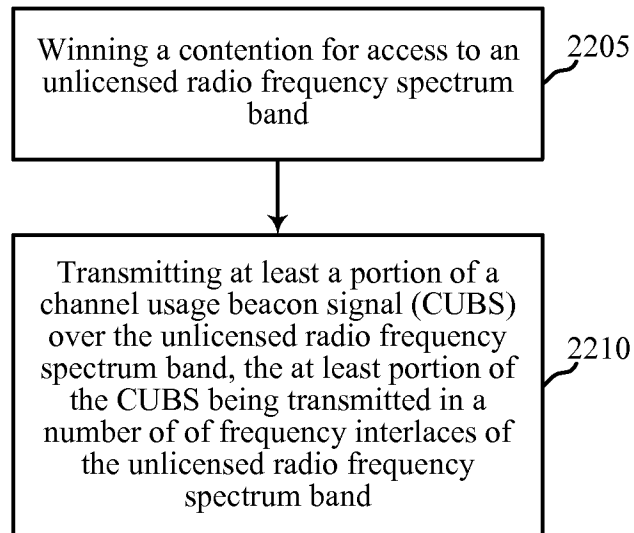 Winning a contention for access to an
unlicensed radio frequency spectrum
band
2205
Transmitting at least a portion of a
channel usage beacon signal (CUBS)
over the unlicensed radio frequency
spectrum band, the at least portion of
the CUBS being transmitted in a
number of of frequency interlaces of
the unlicensed radio frequency
spectrum band
2210